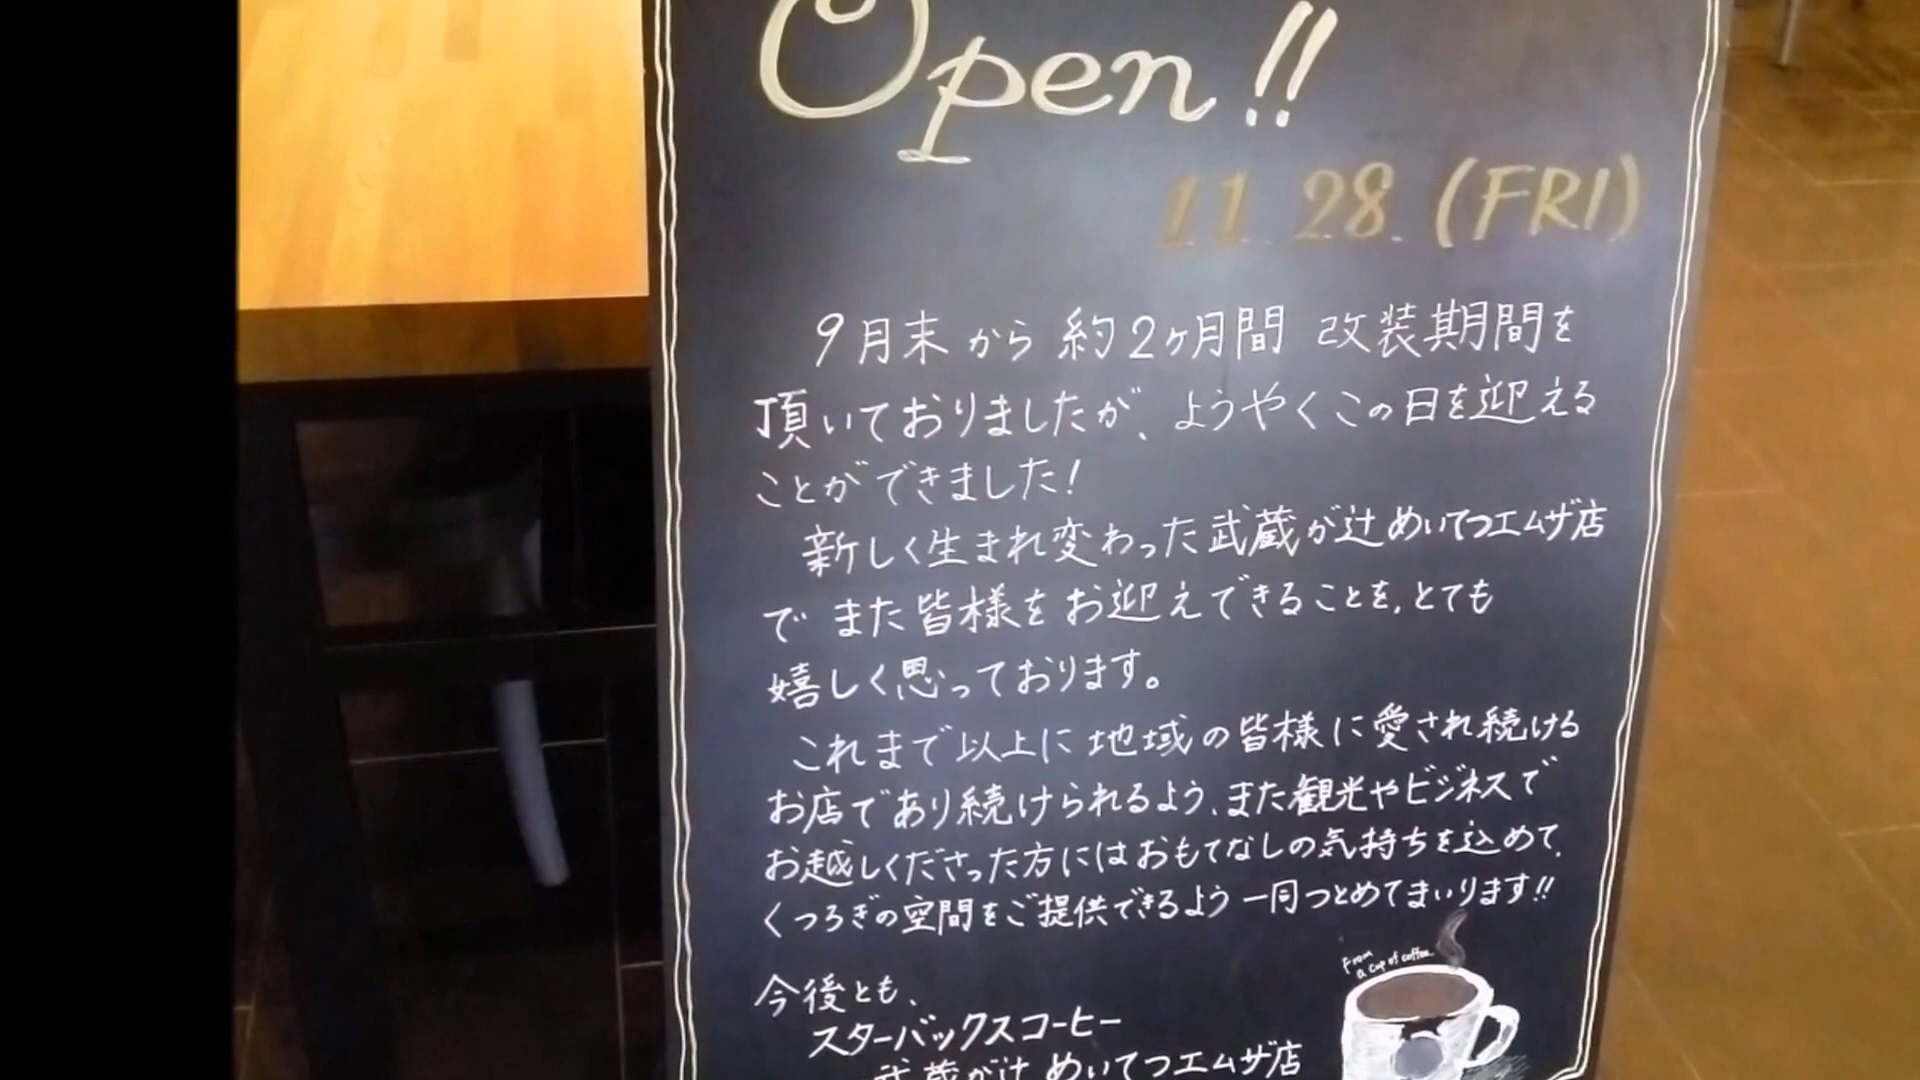 Open!!
11. 28. (FRI)
9月末から 約2ヶ月間 改装期間を
頂いておりましたが、ようやくこの日を迎える
ことができました!
新しく生まれ変わった武蔵が辻めいてつエムザ店
で また皆様をお迎えできることを、とても
嬉しく思っております。
これまで以上に 地域の皆様に愛され続ける
お店であり続けられるよう、また観光やビジネスで
お越しくださった方にはおもてなしの気持ちを込めて、
くつろぎの空間をご提供できるよう一同つとめてまいります!!
From
a cup of coffee...
今後とも、
スターバックスコーヒー
武蔵が辻 めいてつエムザ店